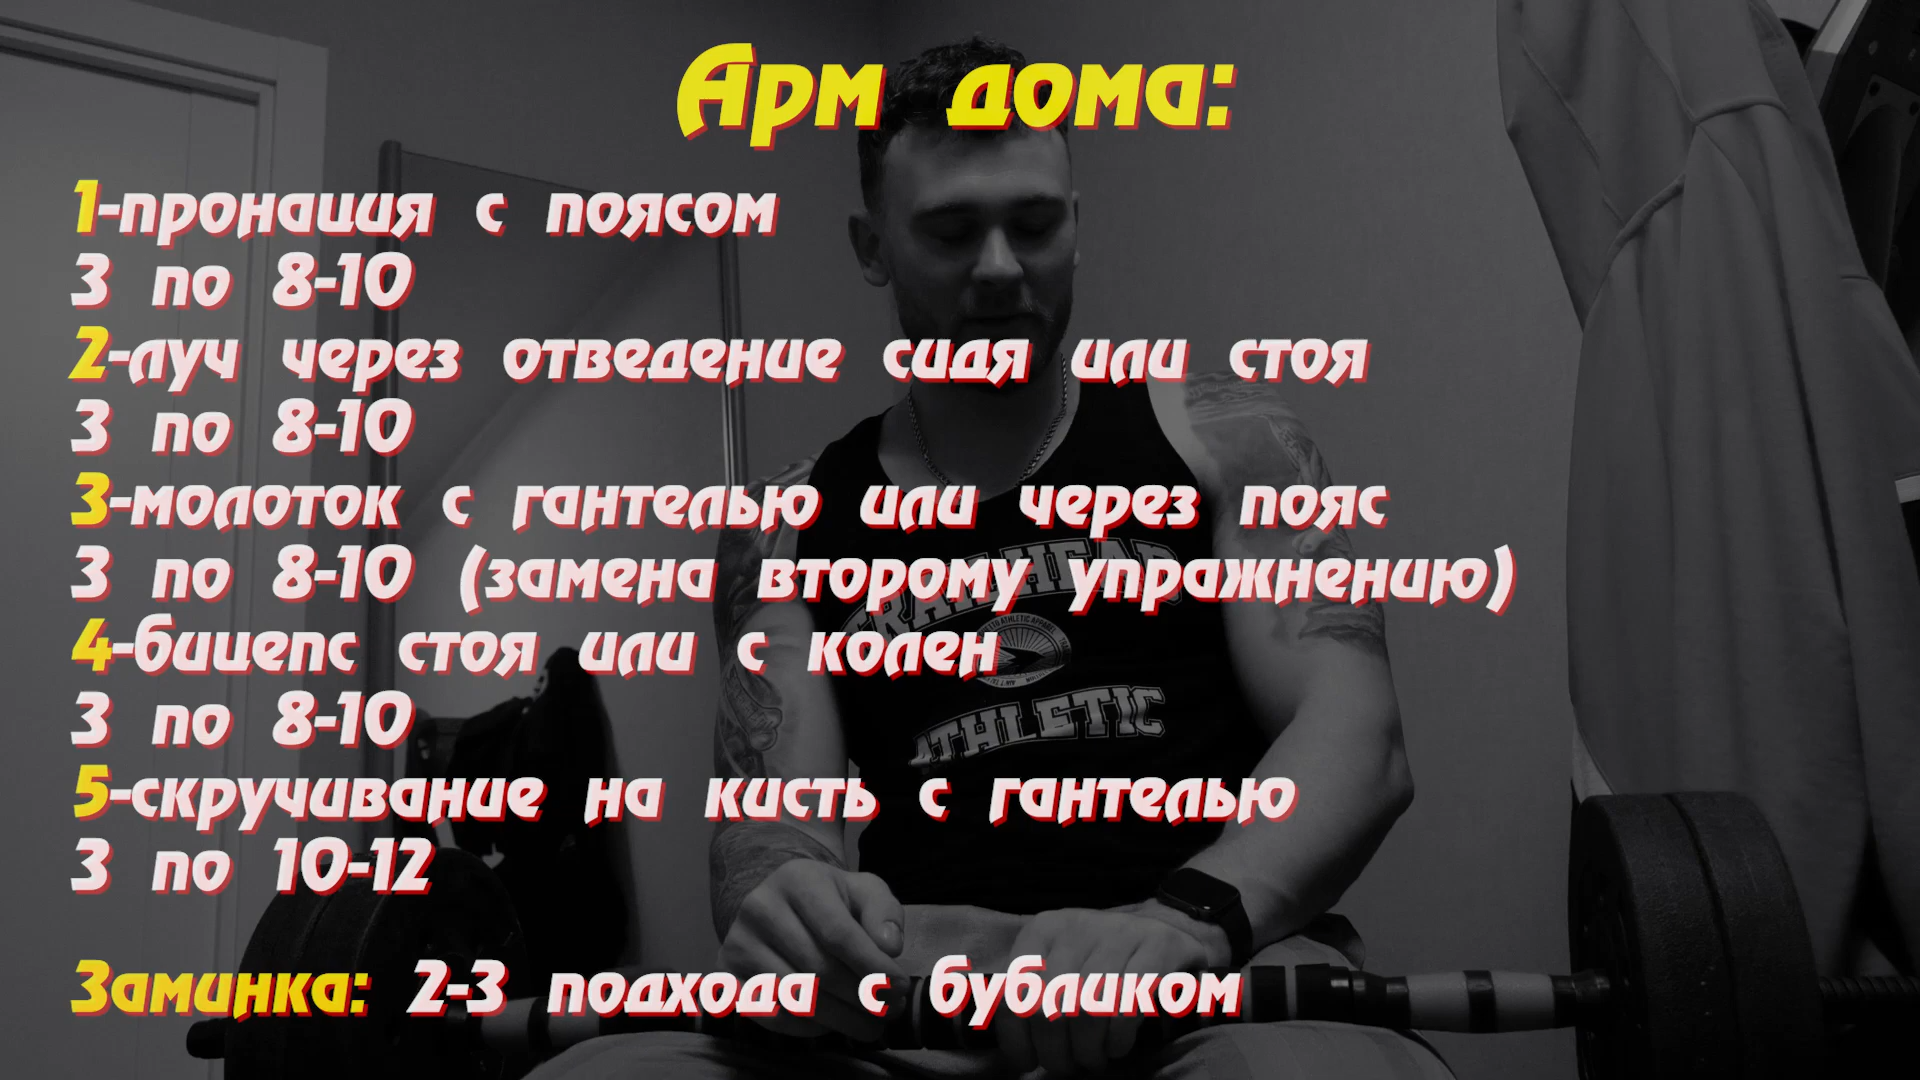 Арм дома:
1-пронация с поясом
3 по 8-10
2-луч через отведение сидя или стоя
3 по 8-10
3-молоток с гантелью или через пояс
3 по 8-10 (замена второму упражнению)
4-бицепс стоя или с колен
3 по 8-10
5-скручивание на кисть с гантелью
3 по 10-12
Заминка: 2-3 подхода с бубликом
ATHLETIC